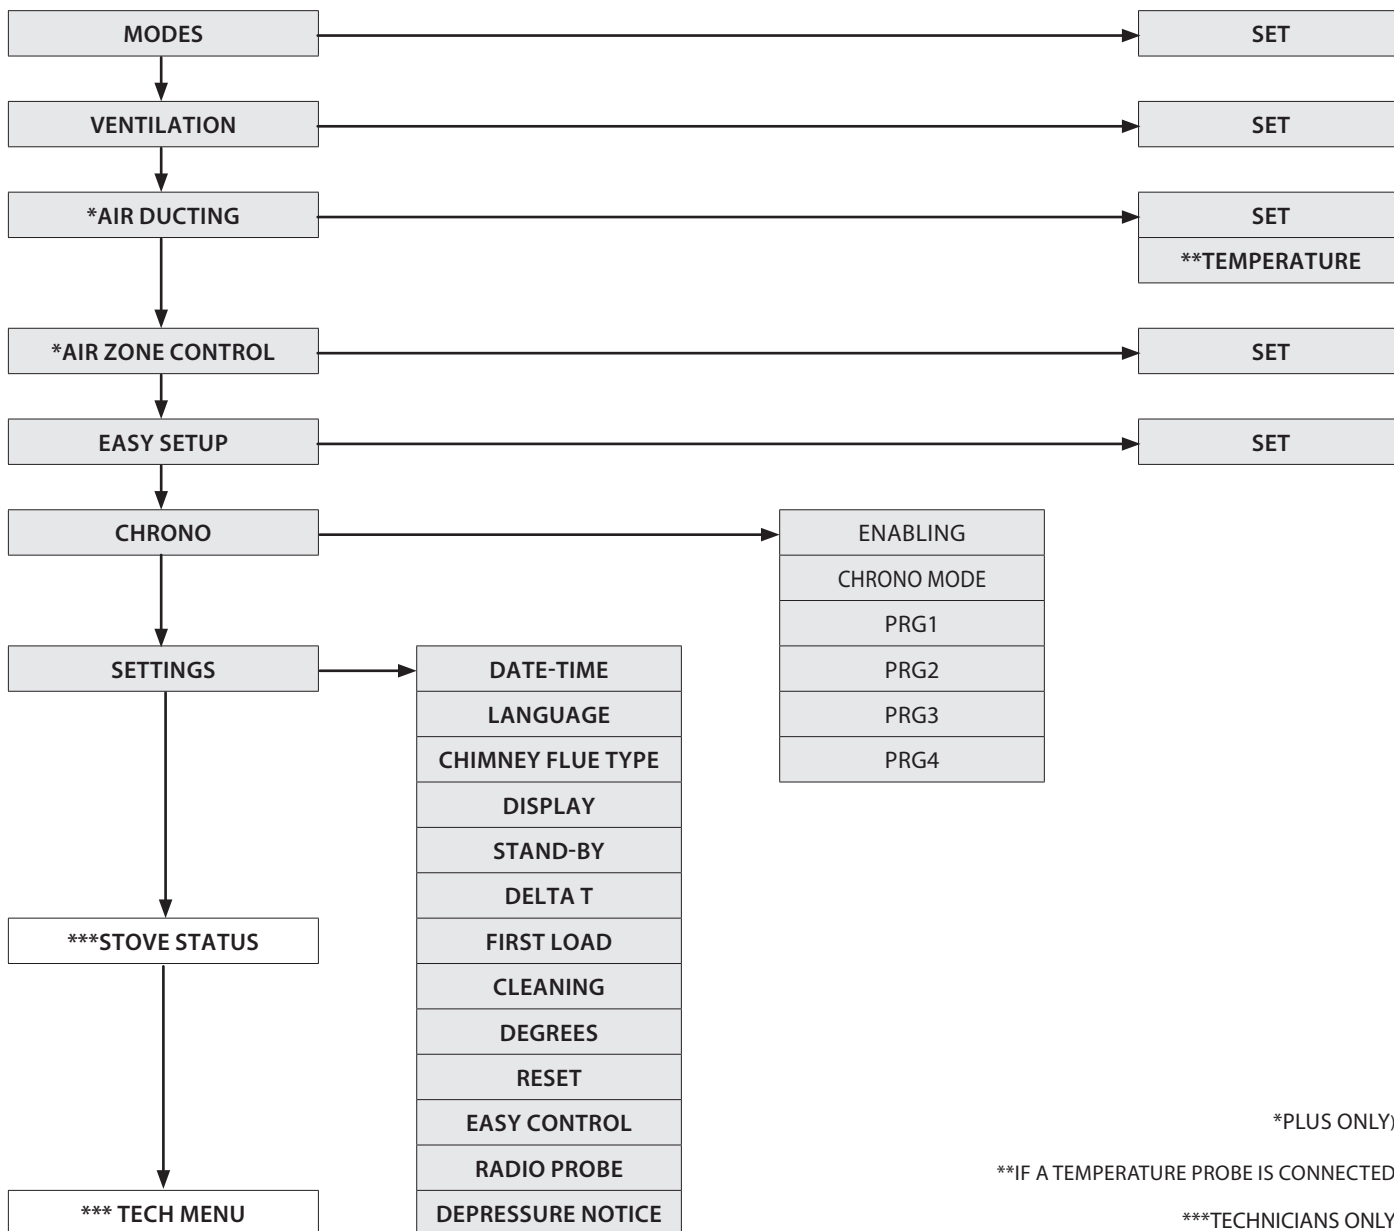 MODES
SET
VENTILATION
SET
*AIR DUCTING
SET
**TEMPERATURE
*AIR ZONE CONTROL
SET
EASY SETUP
SET
CHRONO
ENABLING
CHRONO MODE
PRG1
PRG2
PRG3
PRG4
SETTINGS
DATE-TIME
LANGUAGE
CHIMNEY FLUE TYPE
DISPLAY
STAND-BY
DELTA T
FIRST LOAD
CLEANING
DEGREES
RESET
EASY CONTROL
RADIO PROBE
DEPRESSURE NOTICE
***STOVE STATUS
*** TECH MENU
*PLUS ONLY)
**IF A TEMPERATURE PROBE IS CONNECTED
***TECHNICIANS ONLY